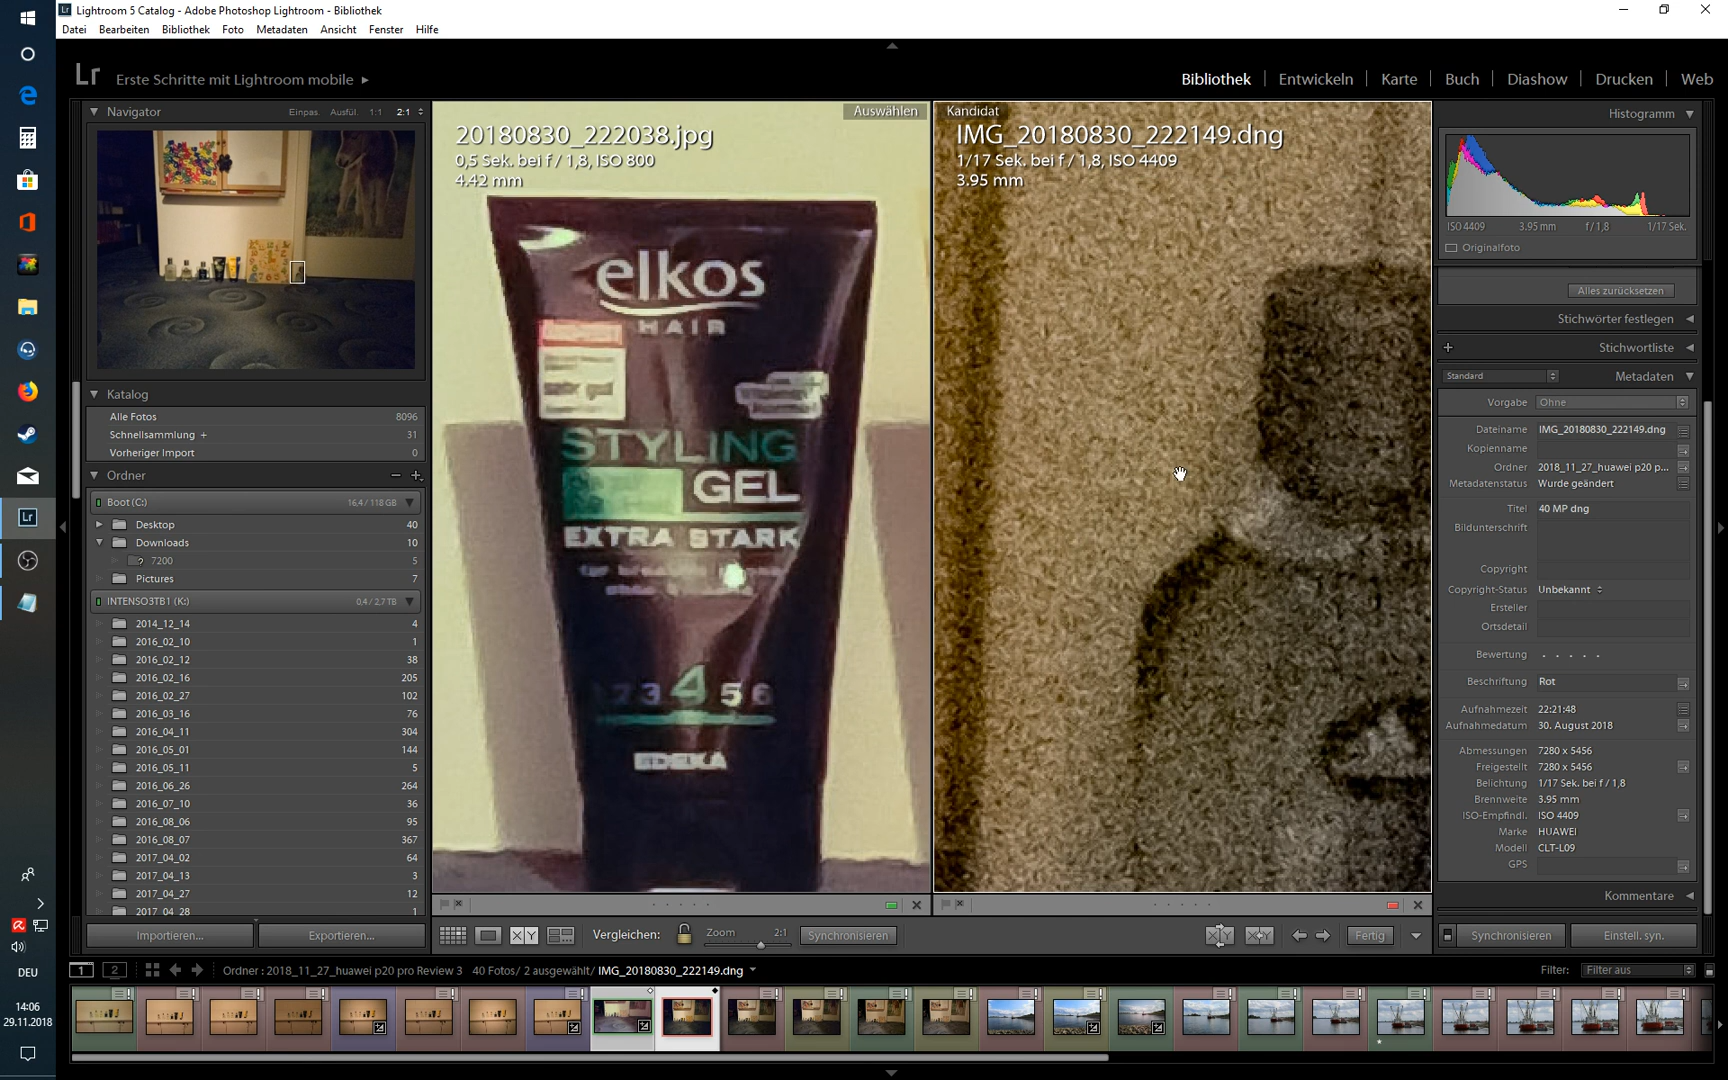 Lightroom 5 Catalog - Adobe Photoshop Lightroom - Bibliothek
Datei Bearbeiten Bibliothek Foto Metadaten Ansicht Fenster Hilfe
Lr Erste Schritte mit Lightroom mobile
Bibliothek Entwickeln Karte Buch Diashow Drucken Web
Navigator Einpas. Ausfül. 1:1 2:1
Katalog
Alle Fotos 8096
Schnellsammlung + 31
Vorheriger Import 0
Ordner
Boot (C:) 16,4 / 118 GB
Desktop 40
Downloads 10
7200 5
Pictures 7
INTENSO3TB1 (K:) 0,4 / 2,7 TB
2014_12_14 4
2016_02_10 1
2016_02_12 38
2016_02_16 205
2016_02_27 102
2016_03_16 76
2016_04_11 304
2016_05_01 144
2016_05_11 5
2016_06_26 264
2016_07_10 36
2016_08_06 95
2016_08_07 367
2017_04_02 64
2017_04_13 3
2017_04_27 12
2017_04_28 1
Importieren... Exportieren...
Auswählen
20180830_222038.jpg
0,5 Sek. bei f / 1,8, ISO 800
4.42 mm
elkos
HAIR
STYLING
GEL
EXTRA STARK
2 3 4 5 6
EDEKA
Kandidat
IMG_20180830_222149.dng
1/17 Sek. bei f / 1,8, ISO 4409
3.95 mm
Vergleichen: Zoom 2:1 Synchronisieren Fertig
Histogramm
ISO 4409 3.95 mm f / 1,8 1/17 Sek.
Originalfoto
Alles zurücksetzen
Stichwörter festlegen
Stichwortliste
Standard Metadaten
Vorgabe Ohne
Dateiname IMG_20180830_222149.dng
Kopienname
Ordner 2018_11_27_huawei p20 p...
Metadatenstatus Wurde geändert
Titel 40 MP dng
Bildunterschrift
Copyright
Copyright-Status Unbekannt
Ersteller
Ortsdetail
Bewertung
Beschriftung Rot
Aufnahmezeit 22:21:48
Aufnahmedatum 30. August 2018
Abmessungen 7280 x 5456
Freigestellt 7280 x 5456
Belichtung 1/17 Sek. bei f / 1,8
Brennweite 3.95 mm
ISO-Empfindl. ISO 4409
Marke HUAWEI
Modell CLT-L09
GPS
Kommentare
Synchronisieren Einstell. syn.
1 2 Ordner : 2018_11_27_huawei p20 pro Review 3 40 Fotos/ 2 ausgewählt/ IMG_20180830_222149.dng Filter: Filter aus
DEU
14:06
29.11.2018